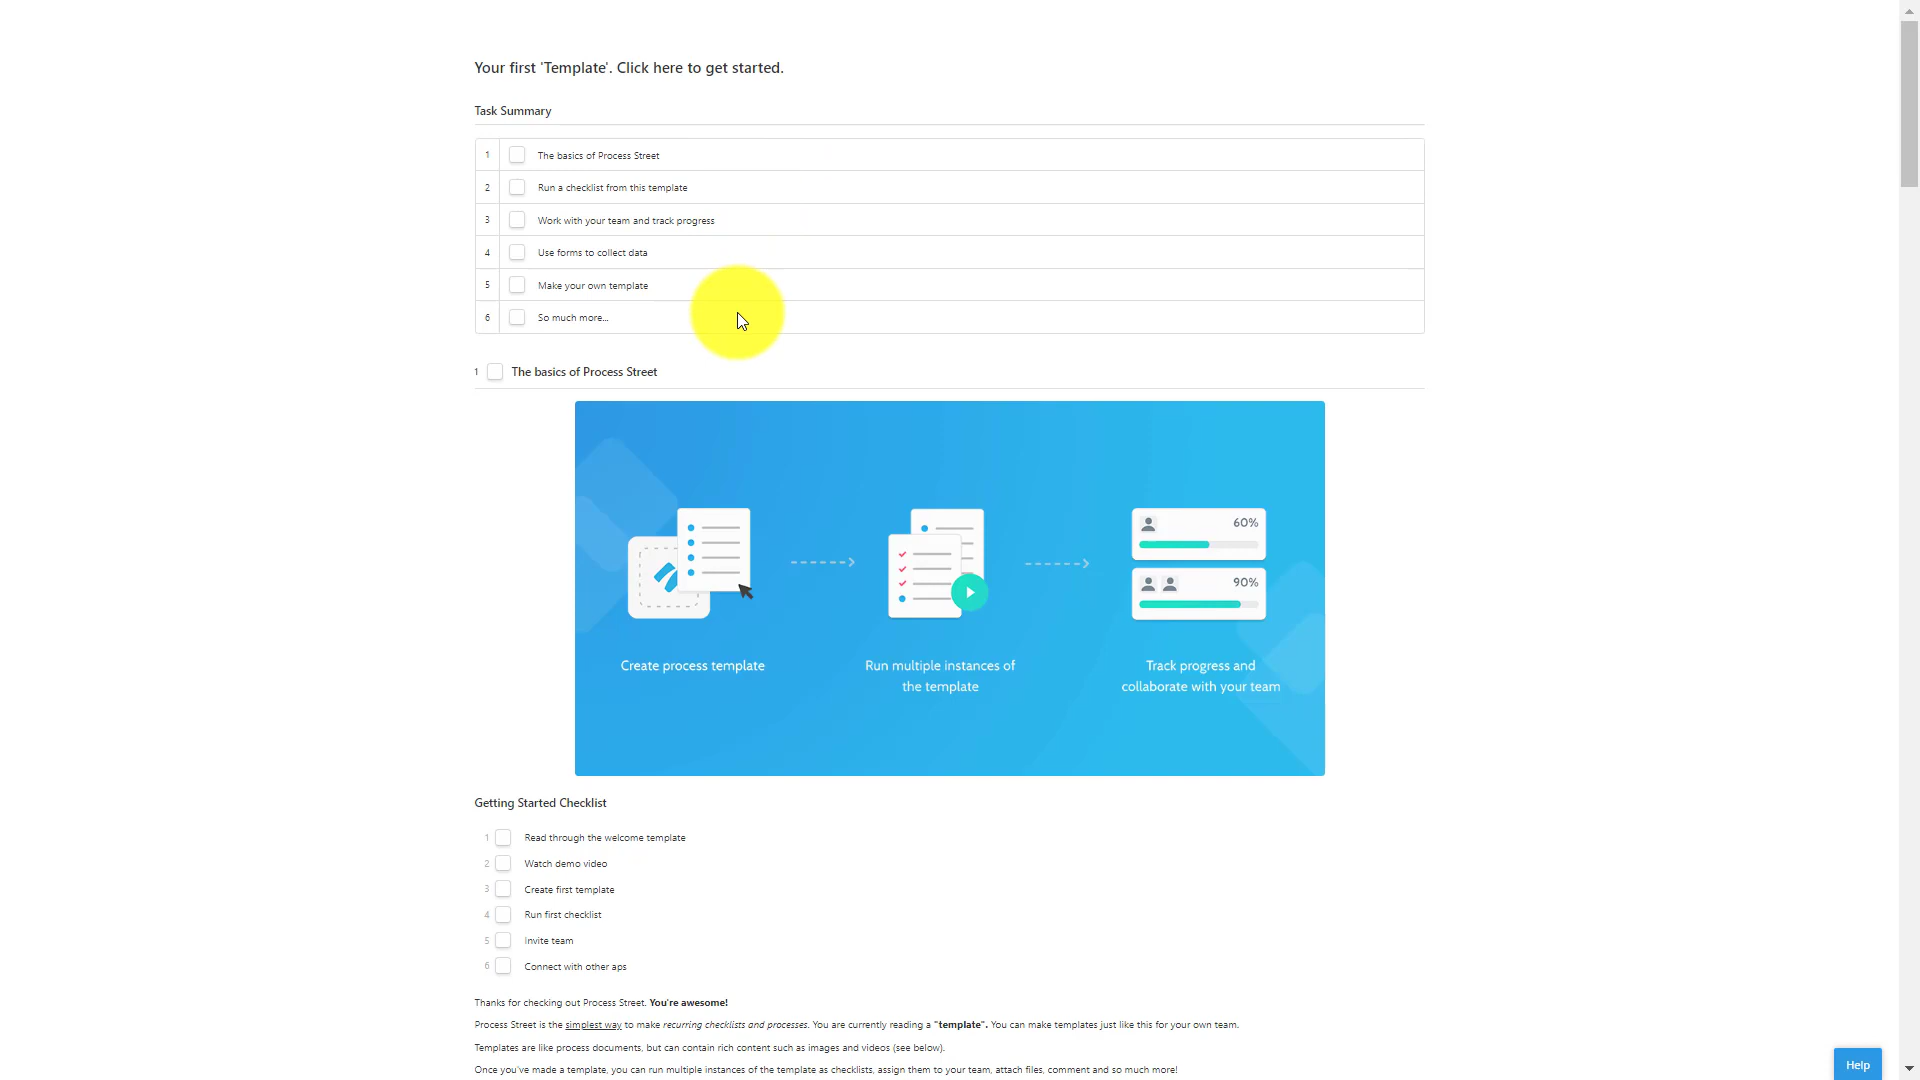 Your first 'Template'. Click here to get started.
Task Summary
1 The basics of Process Street
2 Run a checklist from this template
3 Work with your team and track progress
4 Use forms to collect data
5 Make your own template
6 So much more...
1 The basics of Process Street
60%
90%
Create process template
Run multiple instances of
the template
Track progress and
collaborate with your team
Getting Started Checklist
1 Read through the welcome template
2 Watch demo video
3 Create first template
4 Run first checklist
5 Invite team
6 Connect with other aps
Thanks for checking out Process Street. You're awesome!
Process Street is the simplest way to make recurring checklists and processes. You are currently reading a "template". You can make templates just like this for your own team.
Templates are like process documents, but can contain rich content such as images and videos (see below).
Once you've made a template, you can run multiple instances of the template as checklists, assign them to your team, attach files, comment and so much more!
Help